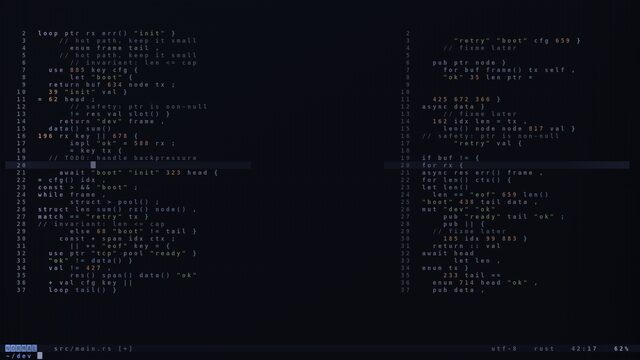 2 loop ptr rs err() "init" }
3 // hot path, keep it small
4 enum frame tail ,
5 // hot path, keep it small
6 // invariant: len <= cap
7 use 885 key cfg {
8 let "boot" {
9 return buf 634 node tx ;
10 39 "init" val }
11 = 62 head ;
12 // safety: ptr is non-null
13 != res val slot() }
14 return "dev" frame ,
15 data() sum()
16 196 rx key || 678 {
17 impl "ok" = 588 rx ;
18 = key tx {
19 // TODO: handle backpressure
20
21 await "boot" "init" 323 head {
22 = cfg() idx ,
23 const > && "boot" ;
24 while frame ,
25 struct > pool() ;
26 struct len sum() rx() node() ,
27 match == "retry" tx }
28 // invariant: len <= cap
29 else 68 "boot" != tail }
30 const + span idx ctx ;
31 || += "eof" key = {
32 use ptr "tcp" pool "ready" }
33 "ok" != data() }
34 val != 427 ,
35 res() span() data() "ok"
36 + val cfg key ||
37 loop tail() }
2
3 "retry" "boot" cfg 659 }
4 // fixme later
5
6 pub ptr node }
7 for buf frame() tx self ,
8 "ok" 35 len ptr =
9
10
11 425 672 366 }
12 async data }
13 // fixme later
14 162 idx len = tx ,
15 len() node node 817 val }
16 // safety: ptr is non-null
17 "retry" val {
18
19 if buf != {
20 for rx {
21 async res err() frame ,
22 for len() ctx() {
23 let len()
24 len == "eof" 659 len()
25 "boot" 438 tail data ,
26 mut "dev" "ok"
27 pub "ready" tail "ok" ;
28 pub || {
29 // fixme later
30 185 idx 99 883 }
31 return :: val
32 await head
33 let len ,
34 enum tx }
35 233 tail ==
36 enum 714 head "ok" ,
37 pub data ,
NORMAL src/main.rs [+] utf-8 rust 42:17 62%
~/dev